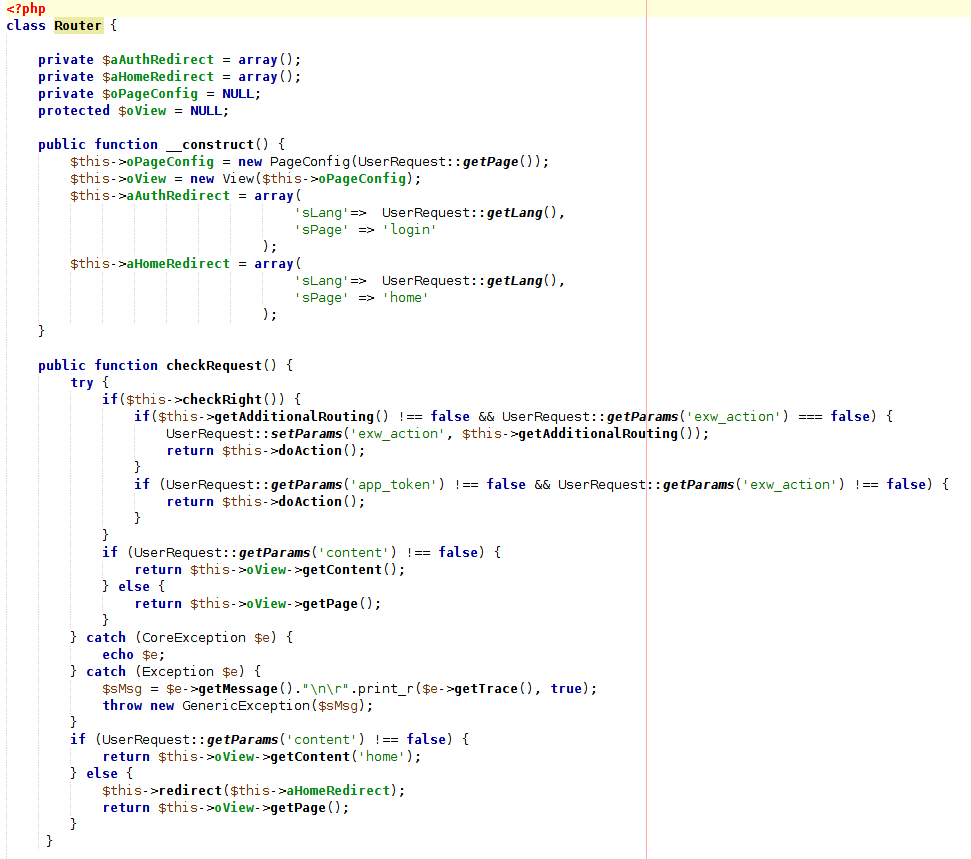 <?php
class Router {

    private $aAuthRedirect = array();
    private $aHomeRedirect = array();
    private $oPageConfig = NULL;
    protected $oView = NULL;

    public function __construct() {
        $this->oPageConfig = new PageConfig(UserRequest::getPage());
        $this->oView = new View($this->oPageConfig);
        $this->aAuthRedirect = array(
                                    'sLang'=>  UserRequest::getLang(),
                                    'sPage' => 'login'
                                );
        $this->aHomeRedirect = array(
                                    'sLang'=>  UserRequest::getLang(),
                                    'sPage' => 'home'
                                );
    }

    public function checkRequest() {
        try {
            if($this->checkRight()) {
                if($this->getAdditionalRouting() !== false && UserRequest::getParams('exw_action') === false) {
                    UserRequest::setParams('exw_action', $this->getAdditionalRouting());
                    return $this->doAction();
                }
                if (UserRequest::getParams('app_token') !== false && UserRequest::getParams('exw_action') !== false) {
                    return $this->doAction();
                }
            }
            if (UserRequest::getParams('content') !== false) {
                return $this->oView->getContent();
            } else {
                return $this->oView->getPage();
            }
        } catch (CoreException $e) {
            echo $e;
        } catch (Exception $e) {
            $sMsg = $e->getMessage()."\n\r".print_r($e->getTrace(), true);
            throw new GenericException($sMsg);
        }
        if (UserRequest::getParams('content') !== false) {
            return $this->oView->getContent('home');
        } else {
            $this->redirect($this->aHomeRedirect);
            return $this->oView->getPage();
        }
     }